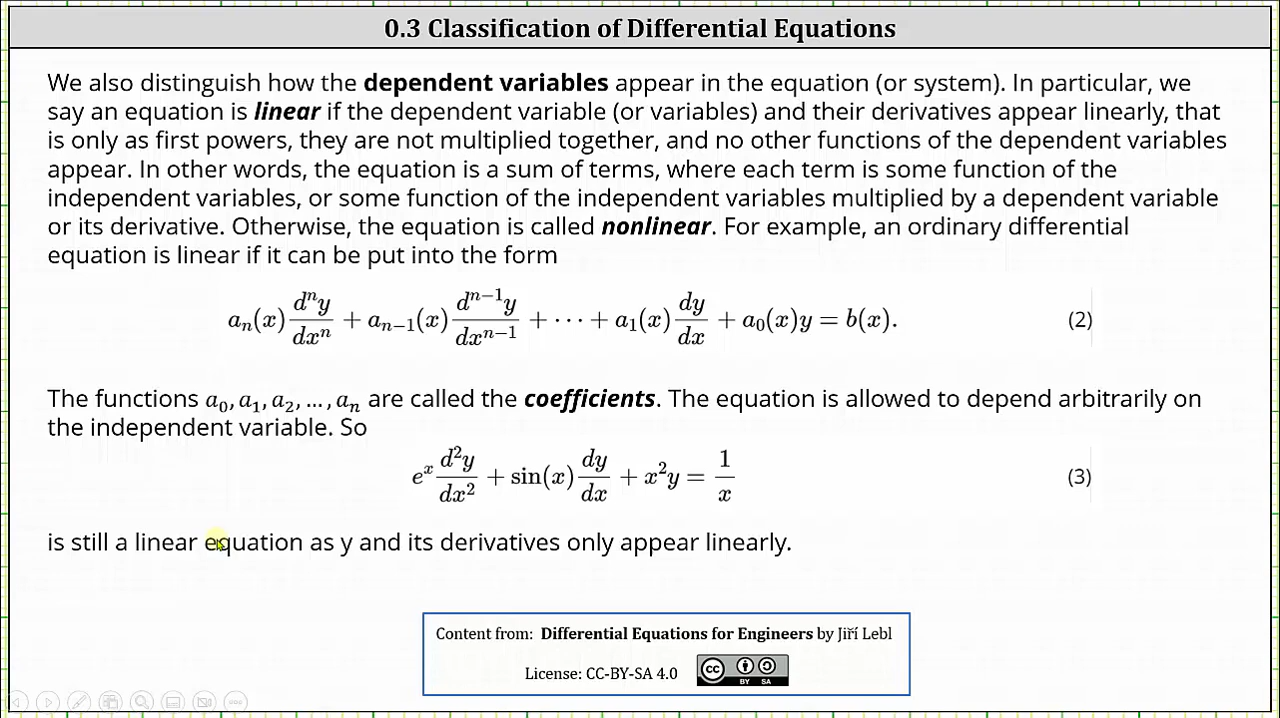 0.3 Classification of Differential Equations
We also distinguish how the dependent variables appear in the equation (or system). In particular, we
say an equation is linear if the dependent variable (or variables) and their derivatives appear linearly, that
is only as first powers, they are not multiplied together, and no other functions of the dependent variables
appear. In other words, the equation is a sum of terms, where each term is some function of the
independent variables, or some function of the independent variables multiplied by a dependent variable
or its derivative. Otherwise, the equation is called nonlinear. For example, an ordinary differential
equation is linear if it can be put into the form
a_n(x) d^n y/dx^n + a_{n−1}(x) d^{n−1}y/dx^{n−1} + ⋯ + a_1(x) dy/dx + a_0(x)y = b(x). (2)
The functions a_0, a_1, a_2, …, a_n are called the coefficients. The equation is allowed to depend arbitrarily on
the independent variable. So
e^x d^2y/dx^2 + sin(x) dy/dx + x^2 y = 1/x (3)
is still a linear equation as y and its derivatives only appear linearly.
Content from: Differential Equations for Engineers by Jiří Lebl
License: CC-BY-SA 4.0
cc BY SA